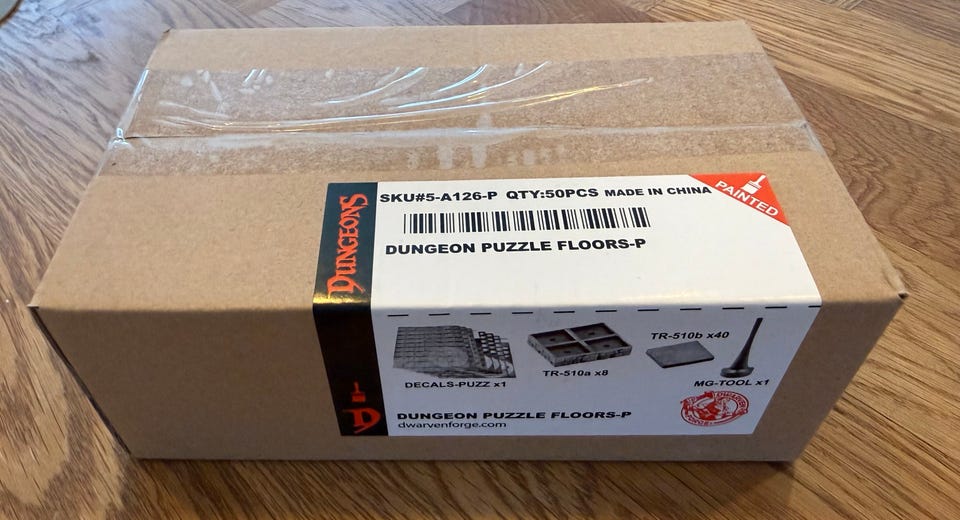 SKU#5-A126-P QTY:50PCS MADE IN CHINA
PAINTED
DUNGEONS
DUNGEON PUZZLE FLOORS-P
DECALS-PUZZ x1
TR-510a x8
TR-510b x40
MG-TOOL x1
D
DUNGEON PUZZLE FLOORS-P
dwarvenforge.com